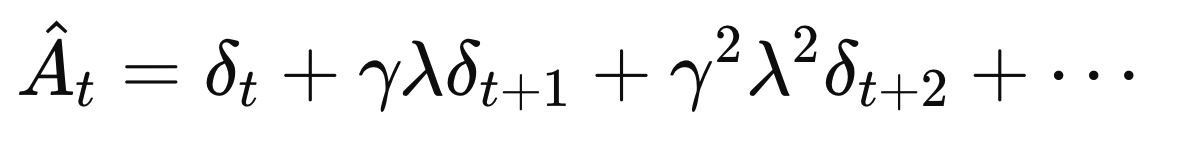 Â_t = δ_t + γλδ_{t+1} + γ²λ²δ_{t+2} + ⋯